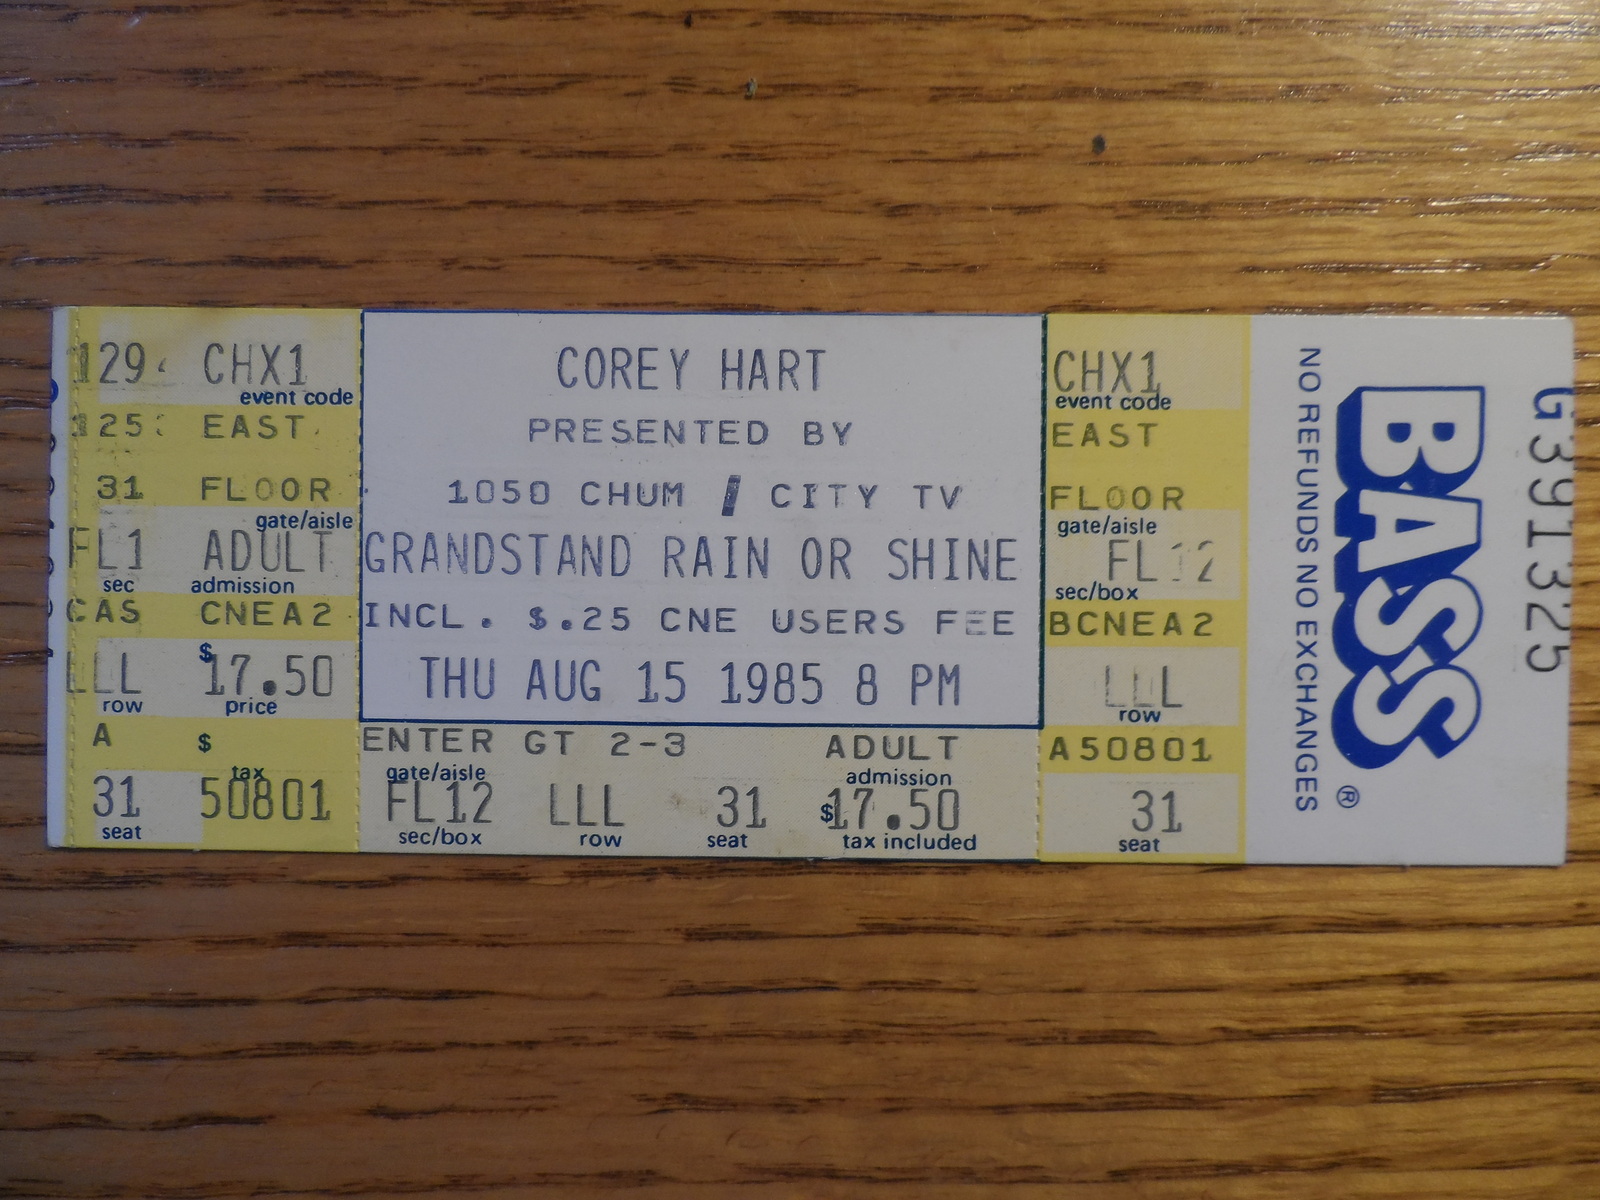 129
CHX1
event code
125
EAST
31
FLOOR
gate/aisle
FL1
ADULT
sec
admission
CAS
CNEA2
LLL
$17.50
row
price
A
$
tax
31
50801
seat
COREY HART
PRESENTED BY
1050 CHUM / CITY TV
GRANDSTAND RAIN OR SHINE
INCL. $.25 CNE USERS FEE
THU AUG 15 1985 8 PM
ENTER GT 2-3 ADULT
gate/aisle admission
FL12 LLL 31 $17.50
sec/box row seat tax included
CHX1
event code
EAST
FLOOR
gate/aisle
FL12
sec/box
BCNEA2
LLL
row
A50801
31
seat
NO REFUNDS NO EXCHANGES
BASS®
G391325